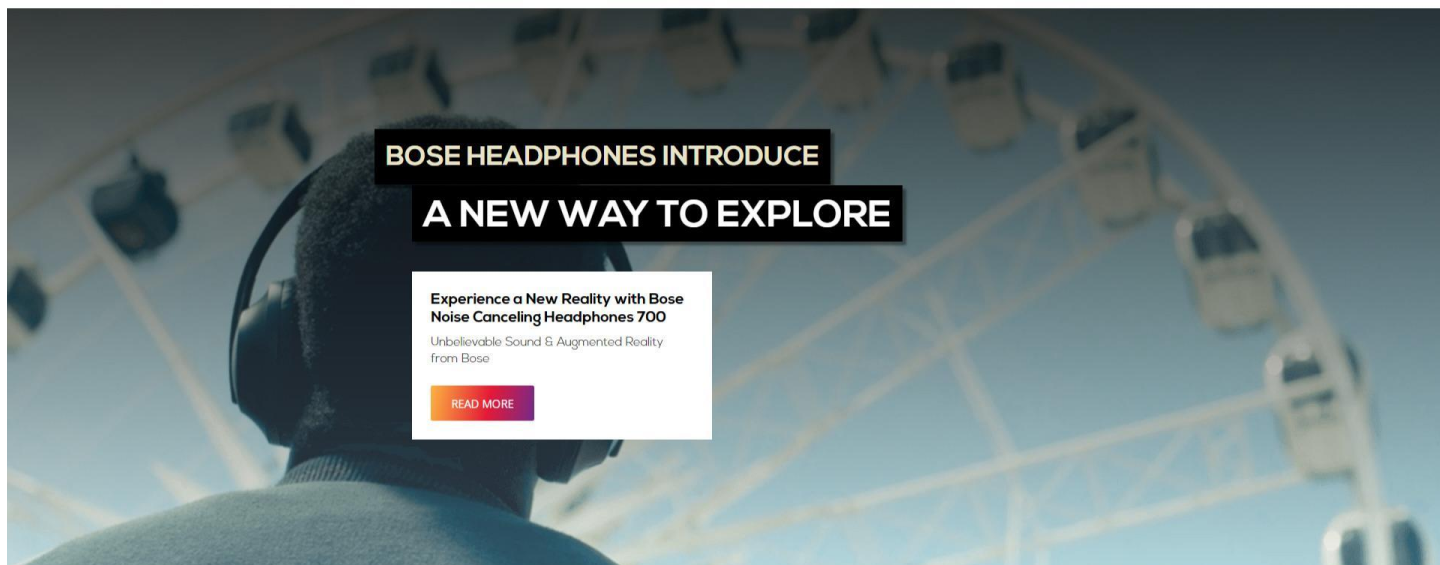 BOSE HEADPHONES INTRODUCE
A NEW WAY TO EXPLORE
Experience a New Reality with Bose
Noise Canceling Headphones 700
Unbelievable Sound & Augmented Reality
from Bose
READ MORE